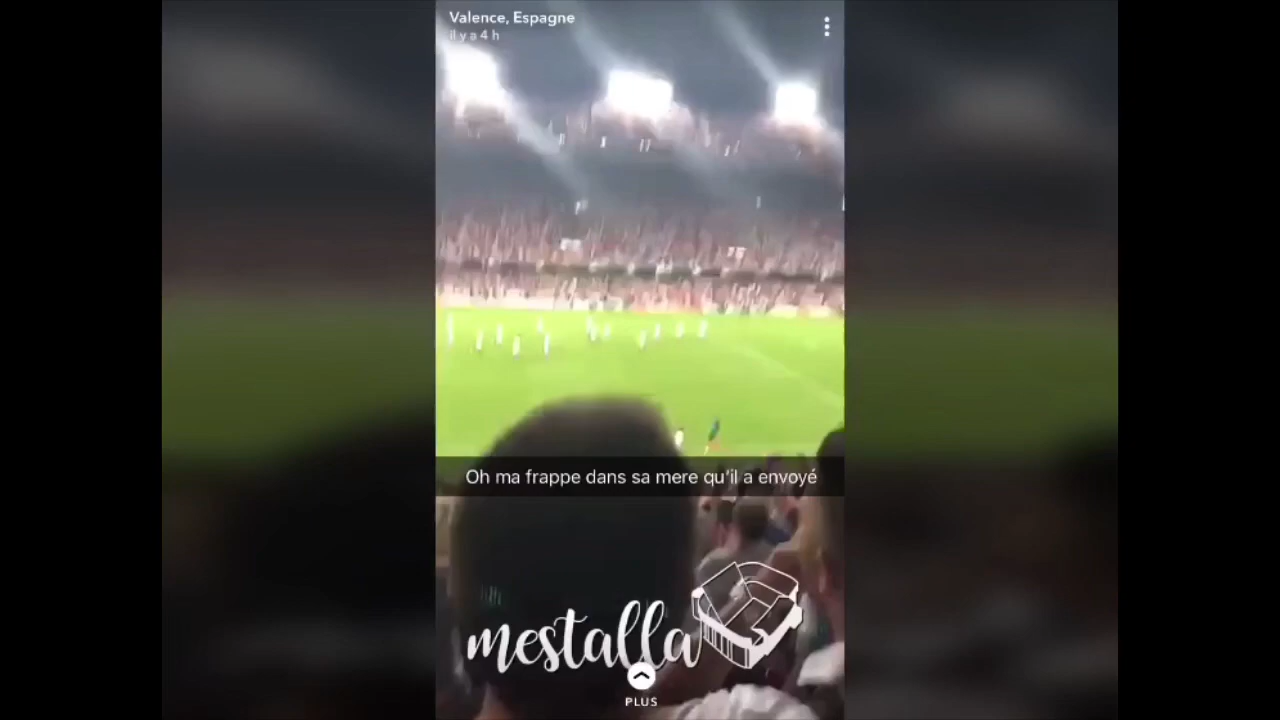 Valence, Espagne
il y a 4 h
Oh ma frappe dans sa mere qu'il a envoyé
mestalla
PLUS